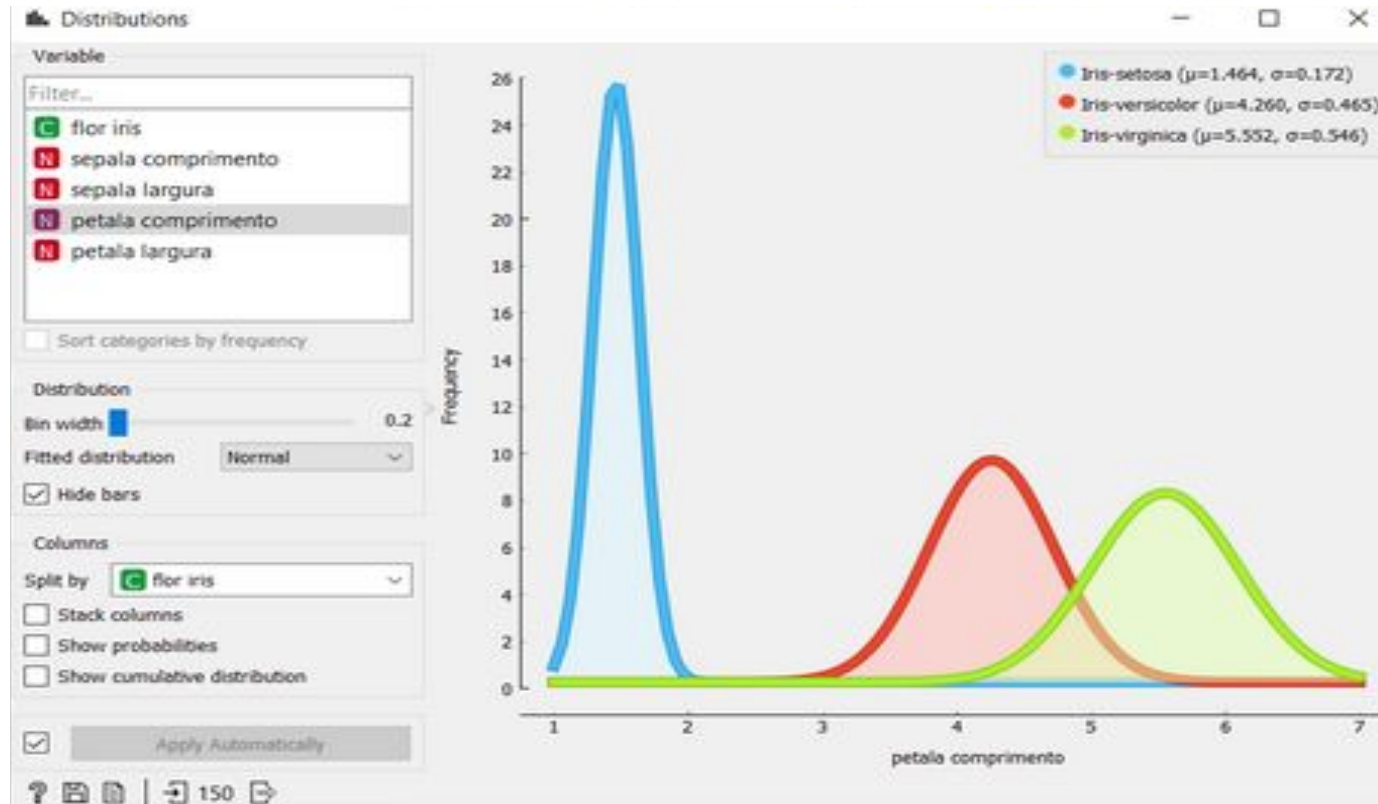 Distributions
Variable
Filter...
C flor iris
N sepala comprimento
N sepala largura
N petala comprimento
N petala largura
Sort categories by frequency
Distribution
Bin width 0.2
Fitted distribution Normal
Hide bars
Columns
Split by C flor iris
Stack columns
Show probabilities
Show cumulative distribution
Apply Automatically
? 150
Iris-setosa (μ=1.464, σ=0.172)
Iris-versicolor (μ=4.260, σ=0.465)
Iris-virginica (μ=5.552, σ=0.546)
26
24
22
20
18
16
14
12
10
8
6
4
2
0
Frequency
1 2 3 4 5 6 7
petala comprimento